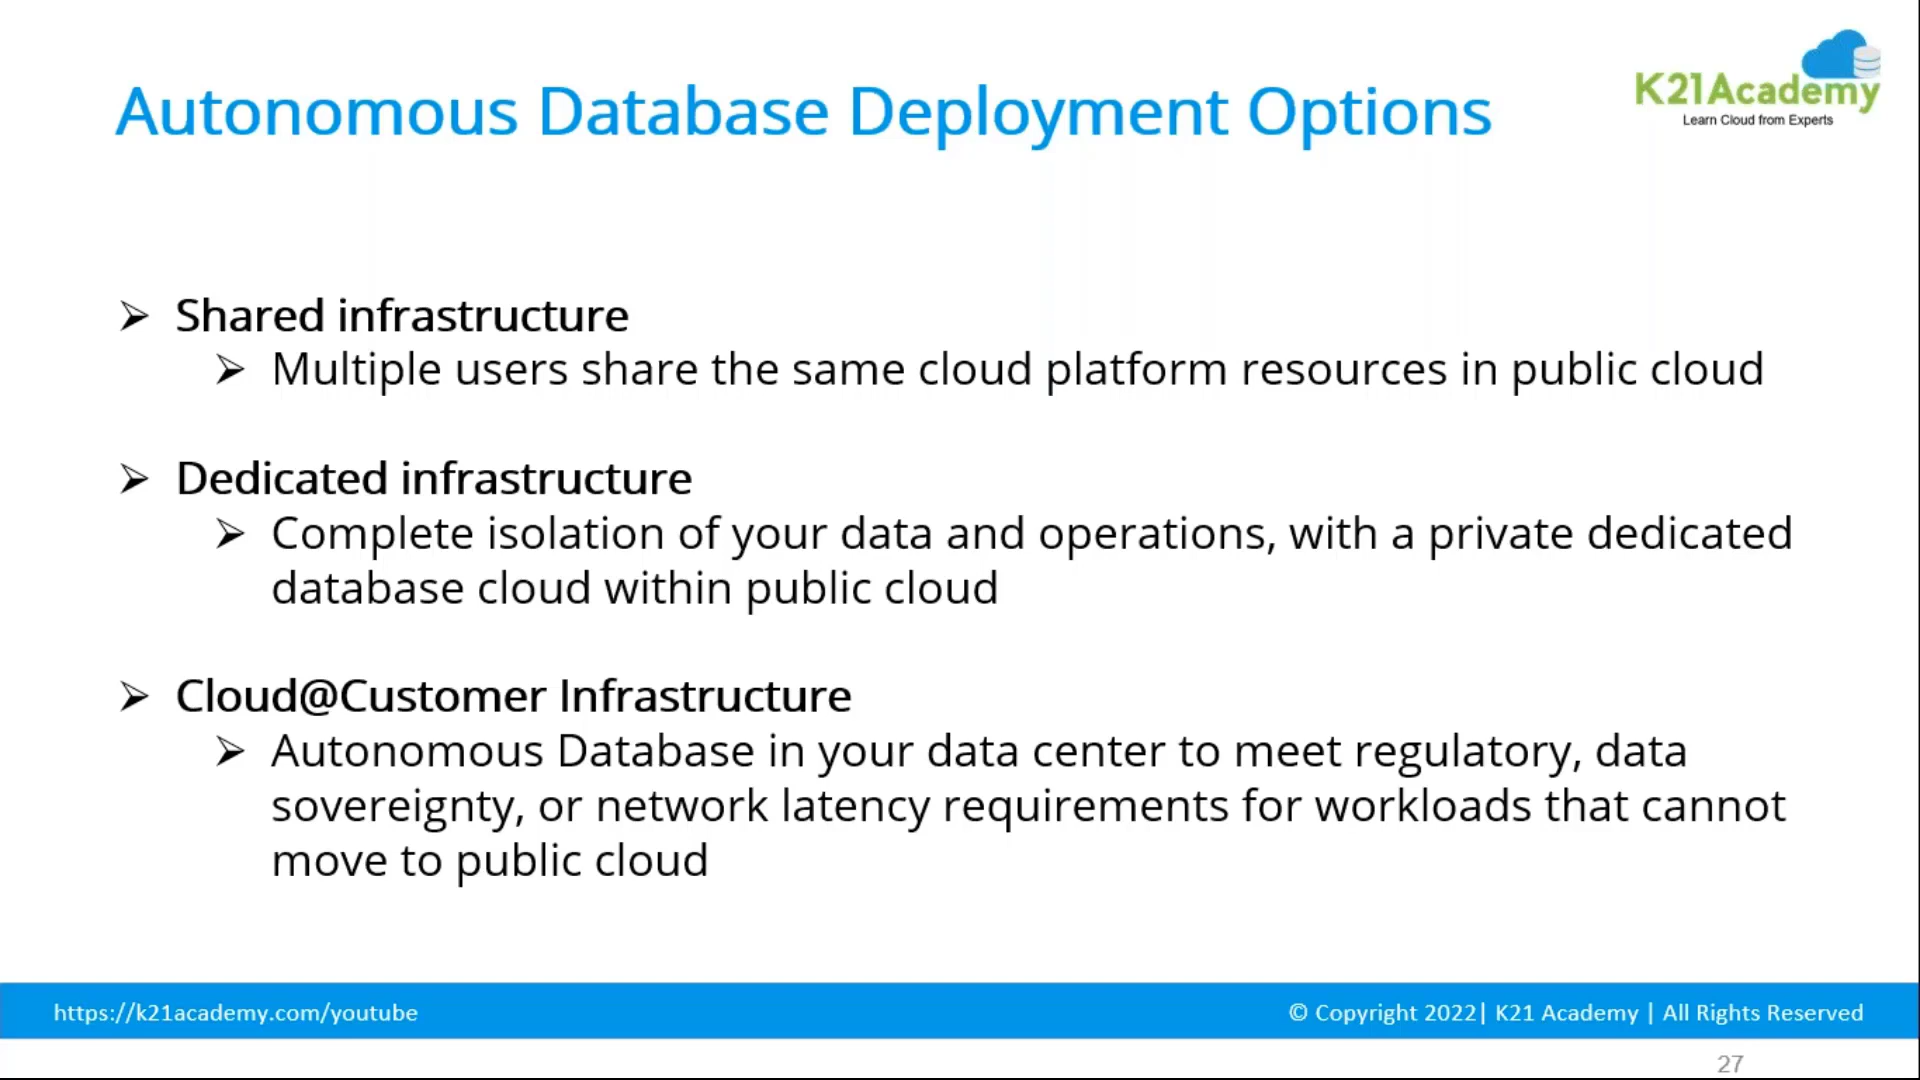 Autonomous Database Deployment Options
K21Academy
Learn Cloud from Experts
➢ Shared infrastructure
➢ Multiple users share the same cloud platform resources in public cloud
➢ Dedicated infrastructure
➢ Complete isolation of your data and operations, with a private dedicated
database cloud within public cloud
➢ Cloud@Customer Infrastructure
➢ Autonomous Database in your data center to meet regulatory, data
sovereignty, or network latency requirements for workloads that cannot
move to public cloud
https://k21academy.com/youtube
© Copyright 2022| K21 Academy | All Rights Reserved
27